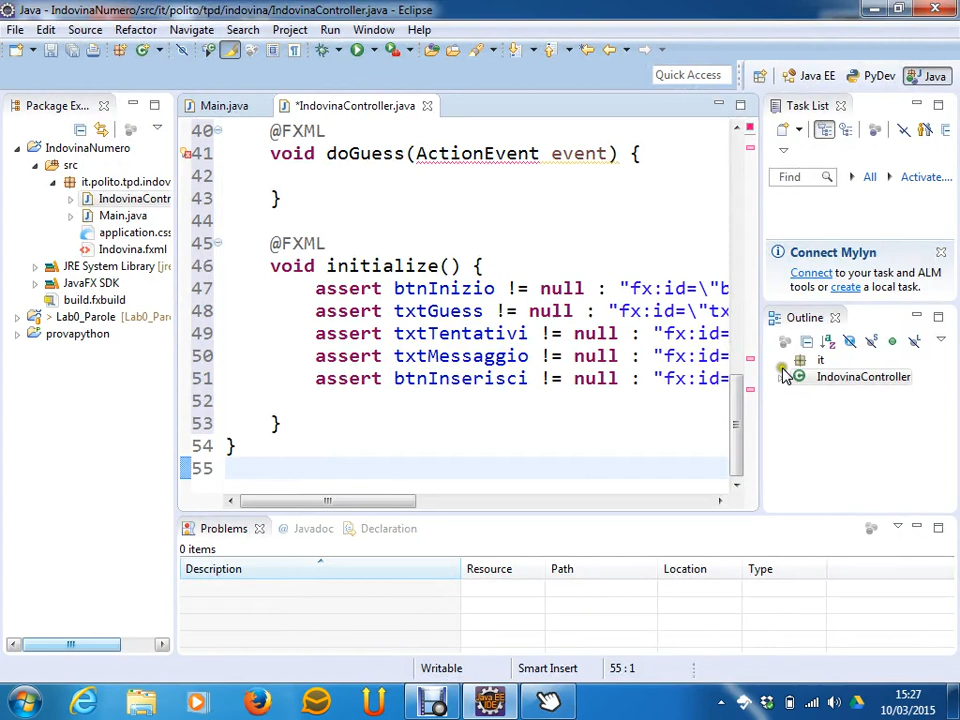 Java - IndovinaNumero/src/it/polito/tpd/indovina/IndovinaController.java - Eclipse
File Edit Source Refactor Navigate Search Project Run Window Help
Quick Access
Java EE
PyDev
Java
Package Ex...
Main.java
*IndovinaController.java
Task List
IndovinaNumero
src
it.polito.tpd.indov
IndovinaContr
Main.java
application.cs
Indovina.fxml
JRE System Library [jre
JavaFX SDK
build.fxbuild
> Lab0_Parole [Lab0_Par
provapython
40 @FXML
41 void doGuess(ActionEvent event) {
42
43 }
44
45 @FXML
46 void initialize() {
47 assert btnInizio != null : "fx:id=\"b
48 assert txtGuess != null : "fx:id=\"tx
49 assert txtTentativi != null : "fx:id=
50 assert txtMessaggio != null : "fx:id=
51 assert btnInserisci != null : "fx:id=
52
53 }
54 }
55
Find
All
Activate...
Connect Mylyn
Connect to your task and ALM
tools or create a local task.
Outline
it
IndovinaController
Problems
@ Javadoc
Declaration
0 items
Description Resource Path Location Type
Writable Smart Insert 55 : 1
15:27
10/03/2015